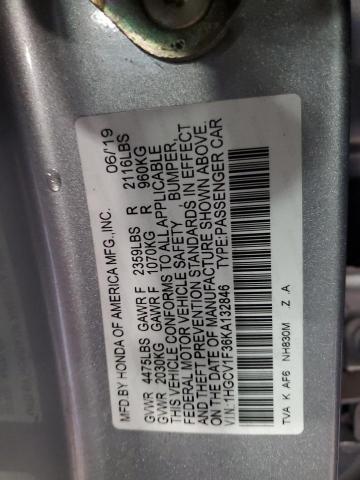 MFD.BY HONDA OF AMERICA MFG.,INC. 06/19
GVWR 4475LBS GAWR F 2359LBS R 2116LBS
GVWR 2030KG GAWR F 1070KG R 960KG
THIS VEHICLE CONFORMS TO ALL APPLICABLE
FEDERAL MOTOR VEHICLE SAFETY, BUMPER,
AND THEFT PREVENTION STANDARDS IN EFFECT
ON THE DATE OF MANUFACTURE SHOWN ABOVE.
V.I.N:1HGCV1F36KA132846 TYPE:PASSENGER CAR
TVA K AF6 NH830M Z A